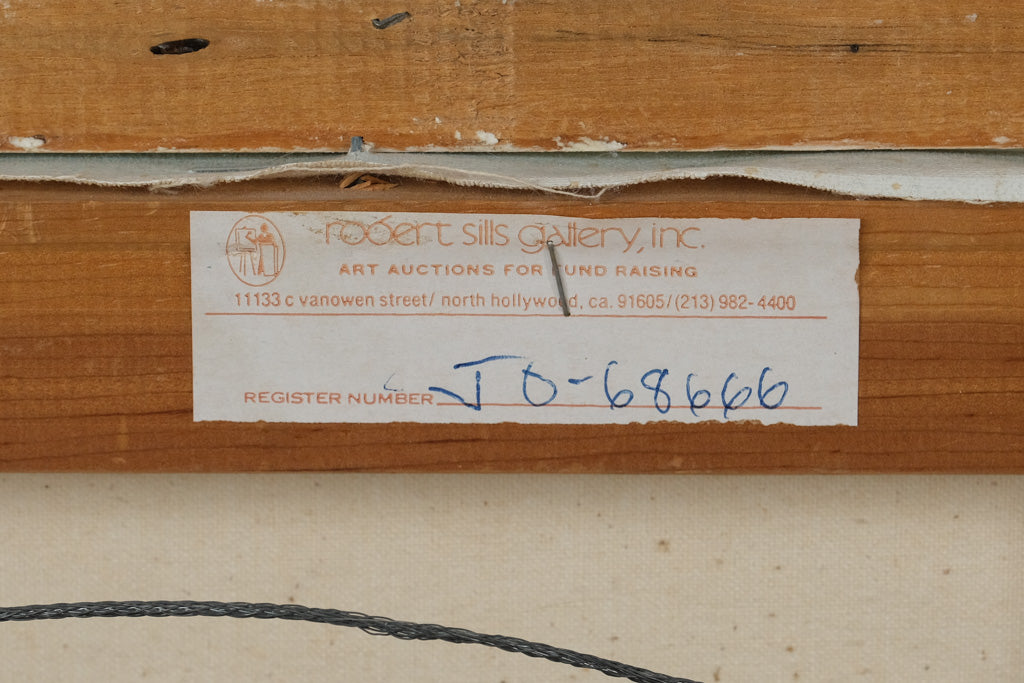 robert sills gallery, inc.
ART AUCTIONS FOR FUND RAISING
11133 c vanowen street/ north hollywood, ca. 91605/(213) 982-4400
REGISTER NUMBER JO-68666